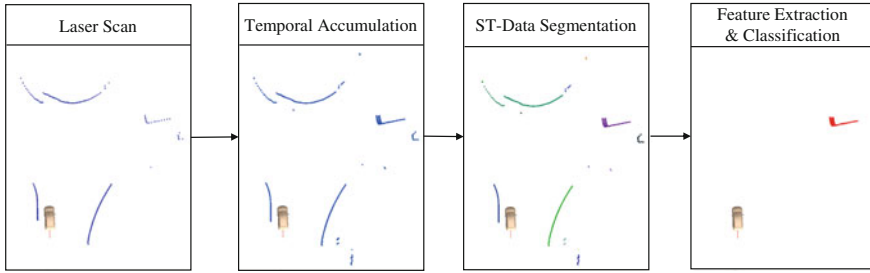 Laser Scan
Temporal Accumulation
ST-Data Segmentation
Feature Extraction
& Classification